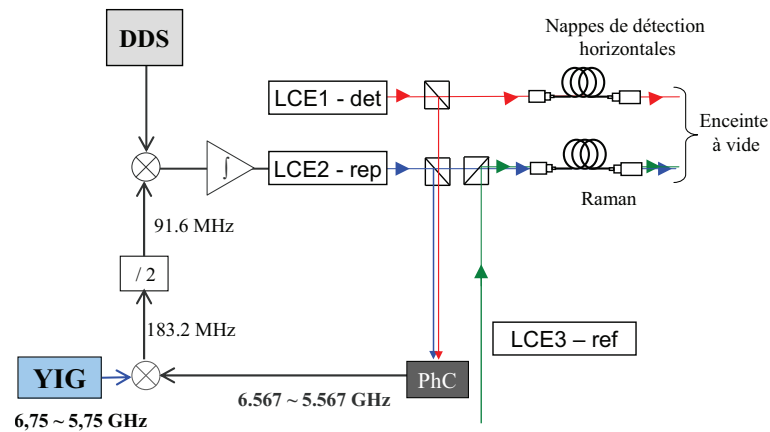 DDS
Nappes de détection
horizontales
LCE1 - det
Enceinte
à vide
∫
LCE2 - rep
Raman
91.6 MHz
/ 2
183.2 MHz
LCE3 – ref
YIG
PhC
6.567 ~ 5.567 GHz
6,75 ~ 5,75 GHz